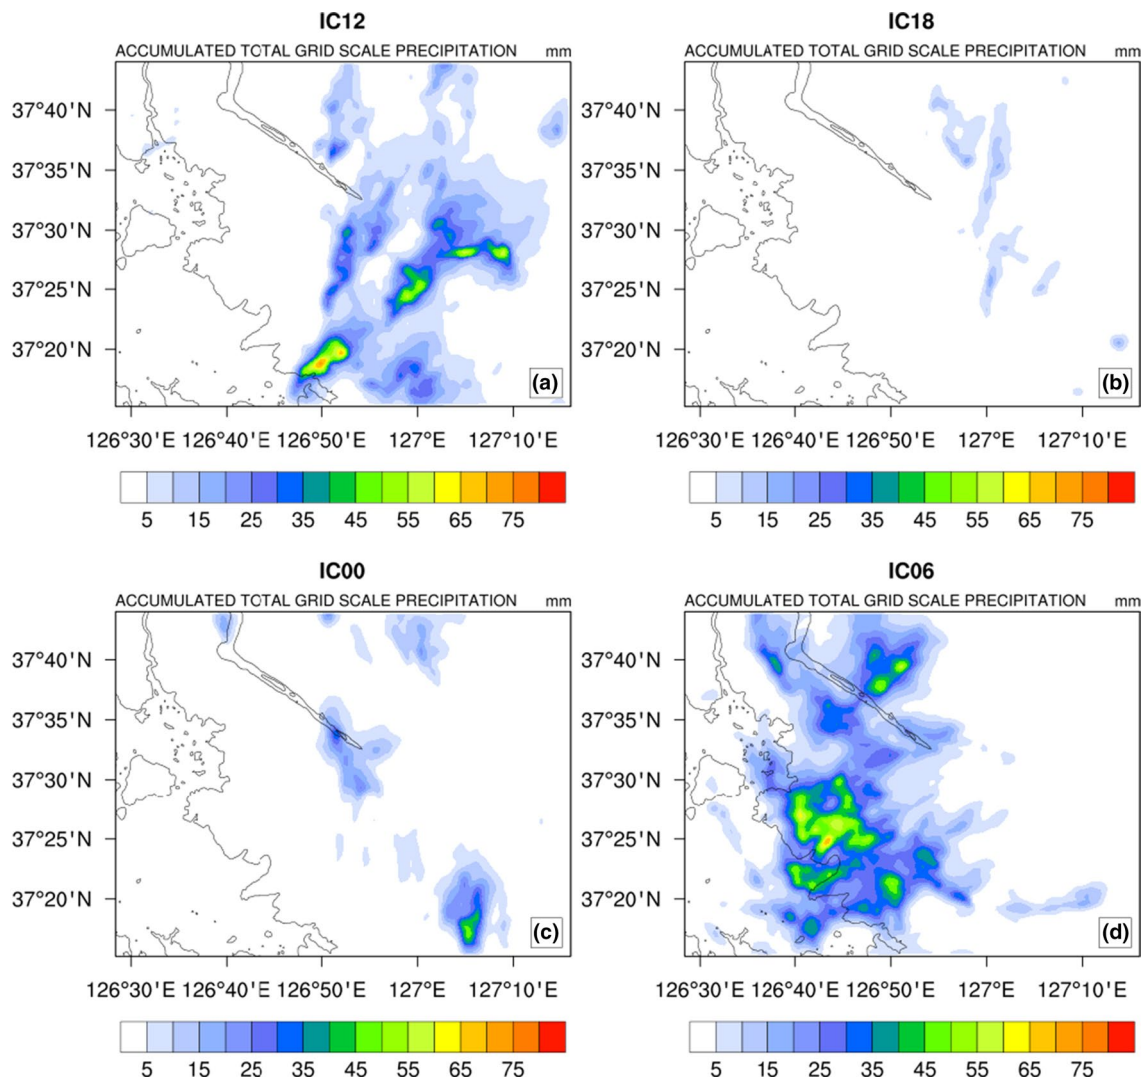 IC12
ACCUMULATED TOTAL GRID SCALE PRECIPITATION mm
37°40'N
37°35'N
37°30'N
37°25'N
37°20'N
(a)
126°30'E 126°40'E 126°50'E 127°E 127°10'E
5 15 25 35 45 55 65 75
IC18
ACCUMULATED TOTAL GRID SCALE PRECIPITATION mm
37°40'N
37°35'N
37°30'N
37°25'N
37°20'N
(b)
126°30'E 126°40'E 126°50'E 127°E 127°10'E
5 15 25 35 45 55 65 75
IC00
ACCUMULATED TOTAL GRID SCALE PRECIPITATION mm
37°40'N
37°35'N
37°30'N
37°25'N
37°20'N
(c)
126°30'E 126°40'E 126°50'E 127°E 127°10'E
5 15 25 35 45 55 65 75
IC06
ACCUMULATED TOTAL GRID SCALE PRECIPITATION mm
37°40'N
37°35'N
37°30'N
37°25'N
37°20'N
(d)
126°30'E 126°40'E 126°50'E 127°E 127°10'E
5 15 25 35 45 55 65 75